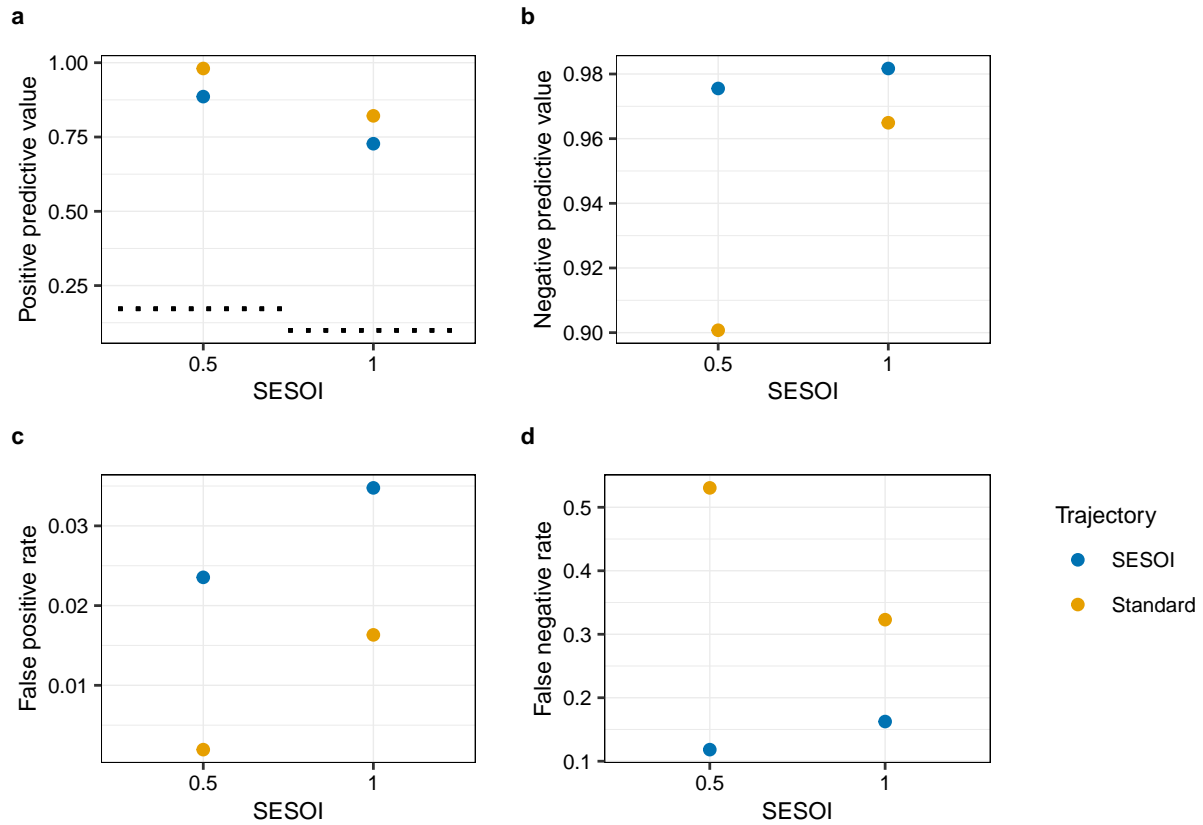 a
Positive predictive value
1.00
0.75
0.50
0.25
0.5
1
SESOI
b
Negative predictive value
0.98
0.96
0.94
0.92
0.90
0.5
1
SESOI
c
False positive rate
0.03
0.02
0.01
0.5
1
SESOI
d
False negative rate
0.5
0.4
0.3
0.2
0.1
0.5
1
SESOI
Trajectory
SESOI
Standard